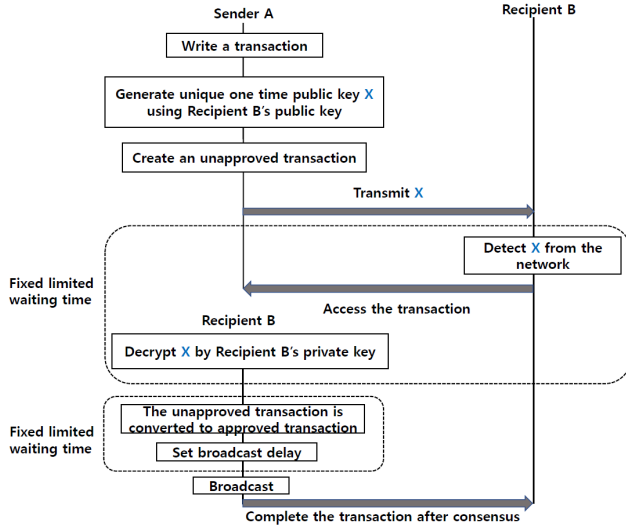 Sender A
Recipient B
Write a transaction
Generate unique one time public key X
using Recipient B's public key
Create an unapproved transaction
Transmit X
Detect X from the
network
Fixed limited
waiting time
Access the transaction
Recipient B
Decrypt X by Recipient B's private key
The unapproved transaction is
converted to approved transaction
Fixed limited
waiting time
Set broadcast delay
Broadcast
Complete the transaction after consensus